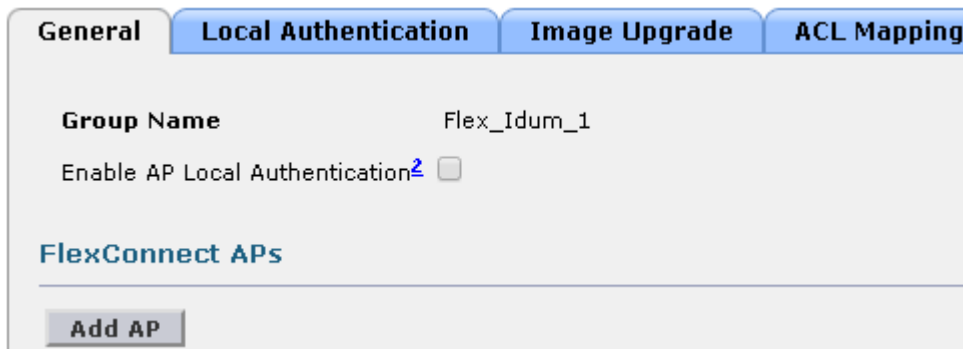 General Local Authentication Image Upgrade ACL Mapping
Group Name Flex_Idum_1
Enable AP Local Authentication2
FlexConnect APs
Add AP